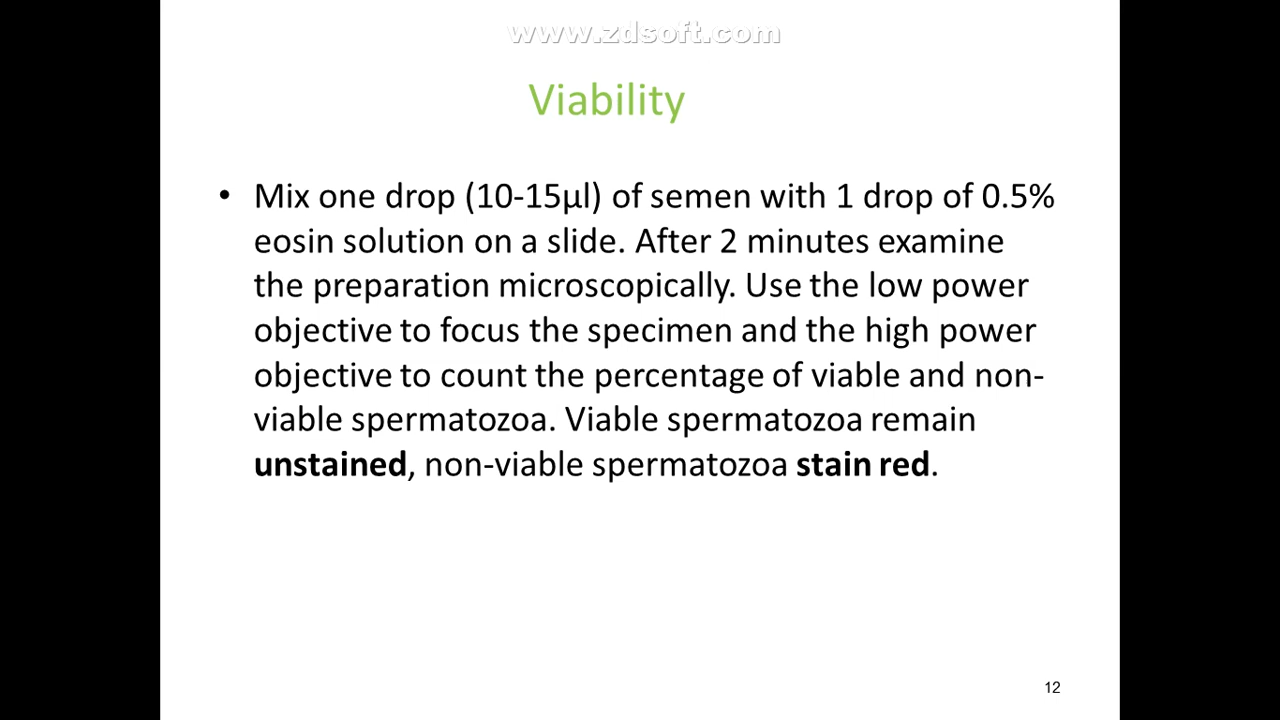 www.zdsoft.com
Viability
• Mix one drop (10-15µl) of semen with 1 drop of 0.5%
eosin solution on a slide. After 2 minutes examine
the preparation microscopically. Use the low power
objective to focus the specimen and the high power
objective to count the percentage of viable and non-
viable spermatozoa. Viable spermatozoa remain
unstained, non-viable spermatozoa stain red.
12